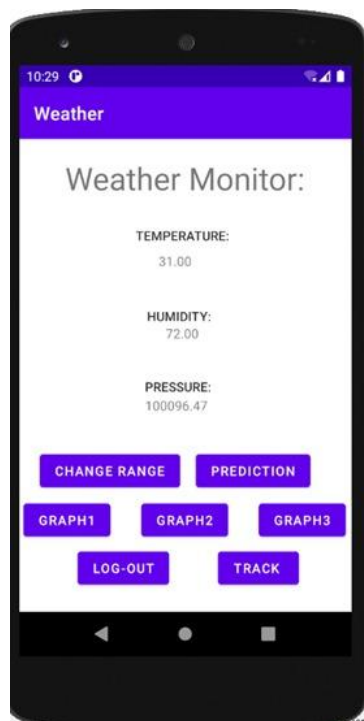 10:29
Weather
Weather Monitor:
TEMPERATURE:
31.00
HUMIDITY:
72.00
PRESSURE:
100096.47
CHANGE RANGE PREDICTION
GRAPH1 GRAPH2 GRAPH3
LOG-OUT TRACK